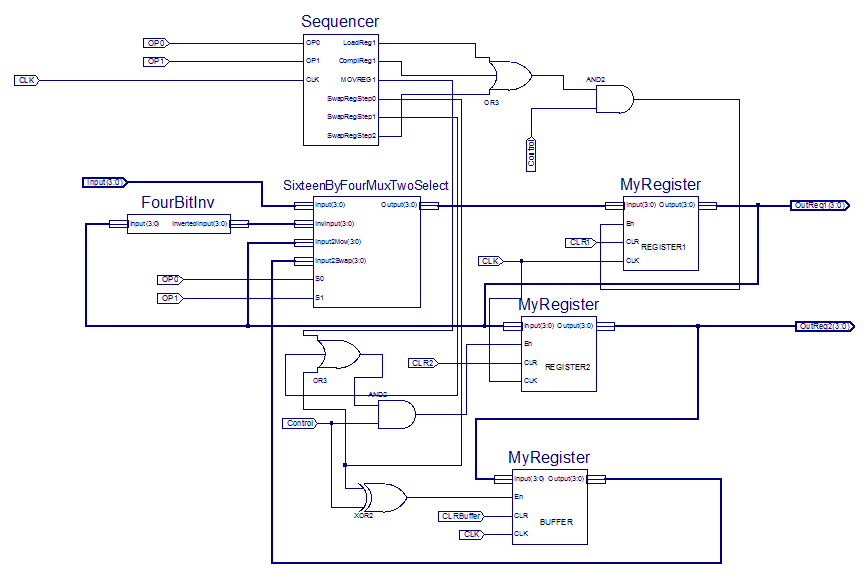 Sequencer
OP0
OP0
LoadReg1
OP1
OP1
ComplReg1
CLK
CLK
MOVREG1
SwapRegStep0
SwapRegStep1
SwapRegStep2
OR3
AND2
Control
Input(3:0)
FourBitInv
Input(3:0)
InvertedInput(3:0)
SixteenByFourMuxTwoSelect
Input(3:0)
Output(3:0)
InvInput(3:0)
Input2Mov(3:0)
Input2Swap(3:0)
OP0
S0
OP1
S1
MyRegister
Input(3:0)
Output(3:0)
En
CLR1
CLR
REGISTER1
CLK
CLK
OutReg1(3:0)
MyRegister
Input(3:0)
Output(3:0)
En
CLR2
CLR
REGISTER2
CLK
OutReg2(3:0)
OR3
AND2
Control
XOR2
MyRegister
Input(3:0)
Output(3:0)
En
CLRBuffer
CLR
BUFFER
CLK
CLK